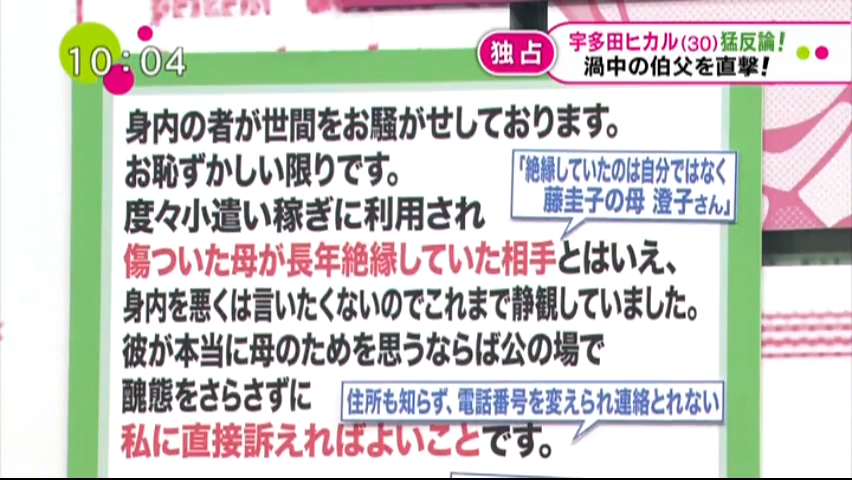 10:04
独占
宇多田ヒカル(30)猛反論!
渦中の伯父を直撃!
身内の者が世間をお騒がせしております。
お恥ずかしい限りです。
「絶縁していたのは自分ではなく
藤圭子の母 澄子さん」
度々小遣い稼ぎに利用され
傷ついた母が長年絶縁していた相手とはいえ、
身内を悪くは言いたくないのでこれまで静観していました。
彼が本当に母のためを思うならば公の場で
醜態をさらさずに
住所も知らず、電話番号を変えられ連絡とれない
私に直接訴えればよいことです。